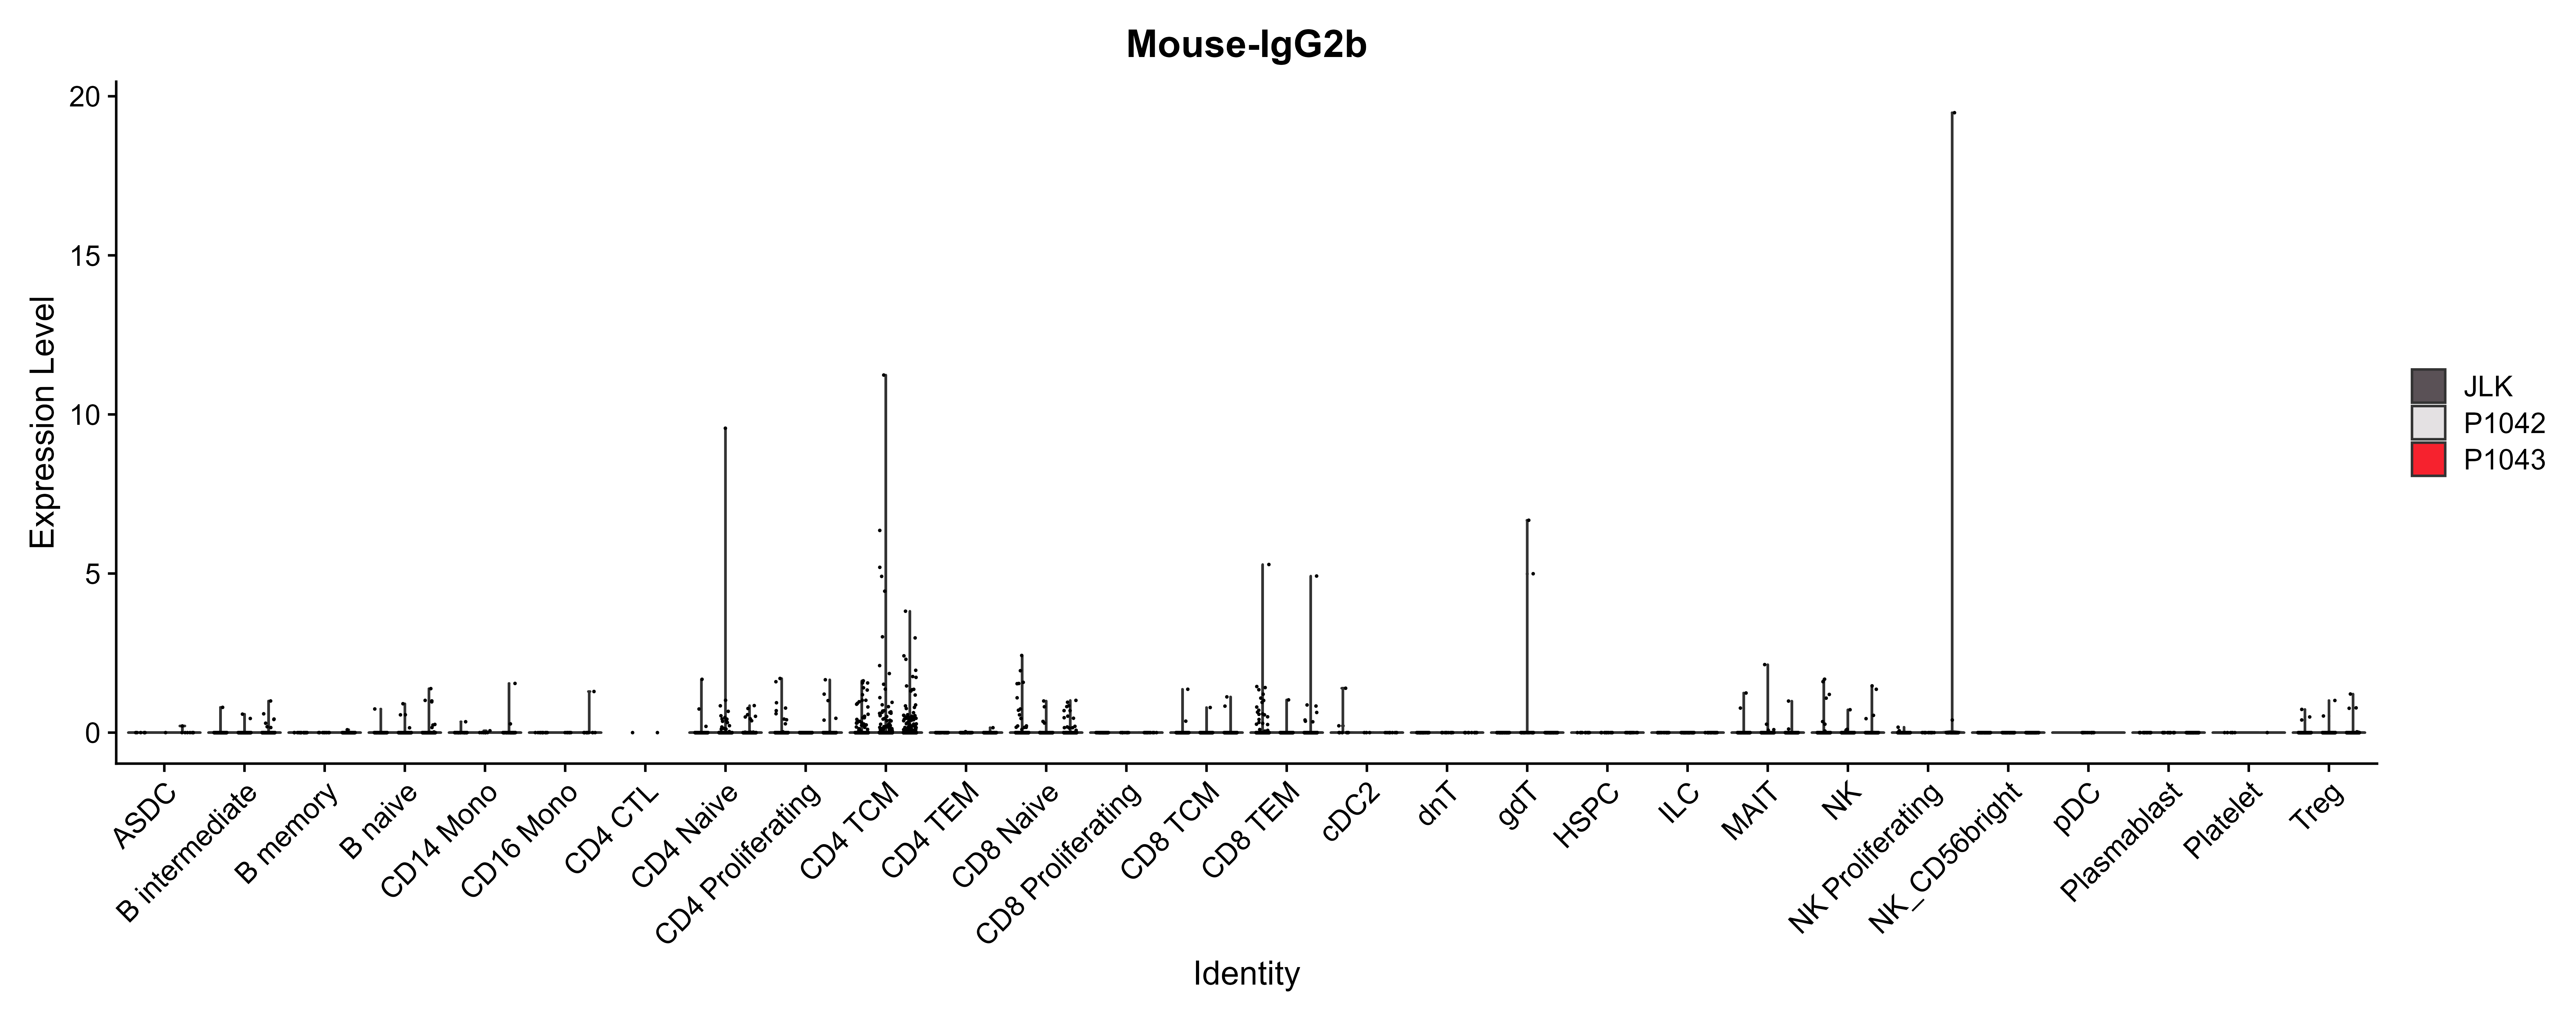 Mouse-IgG2b
20
15
10
5
0
Expression Level
ASDC
B intermediate
B memory
B naive
CD14 Mono
CD16 Mono
CD4 CTL
CD4 Naive
CD4 Proliferating
CD4 TCM
CD4 TEM
CD8 Naive
CD8 Proliferating
CD8 TCM
CD8 TEM
cDC2
dnT
gdT
HSPC
ILC
MAIT
NK
NK Proliferating
NK_CD56bright
pDC
Plasmablast
Platelet
Treg
Identity
JLK
P1042
P1043